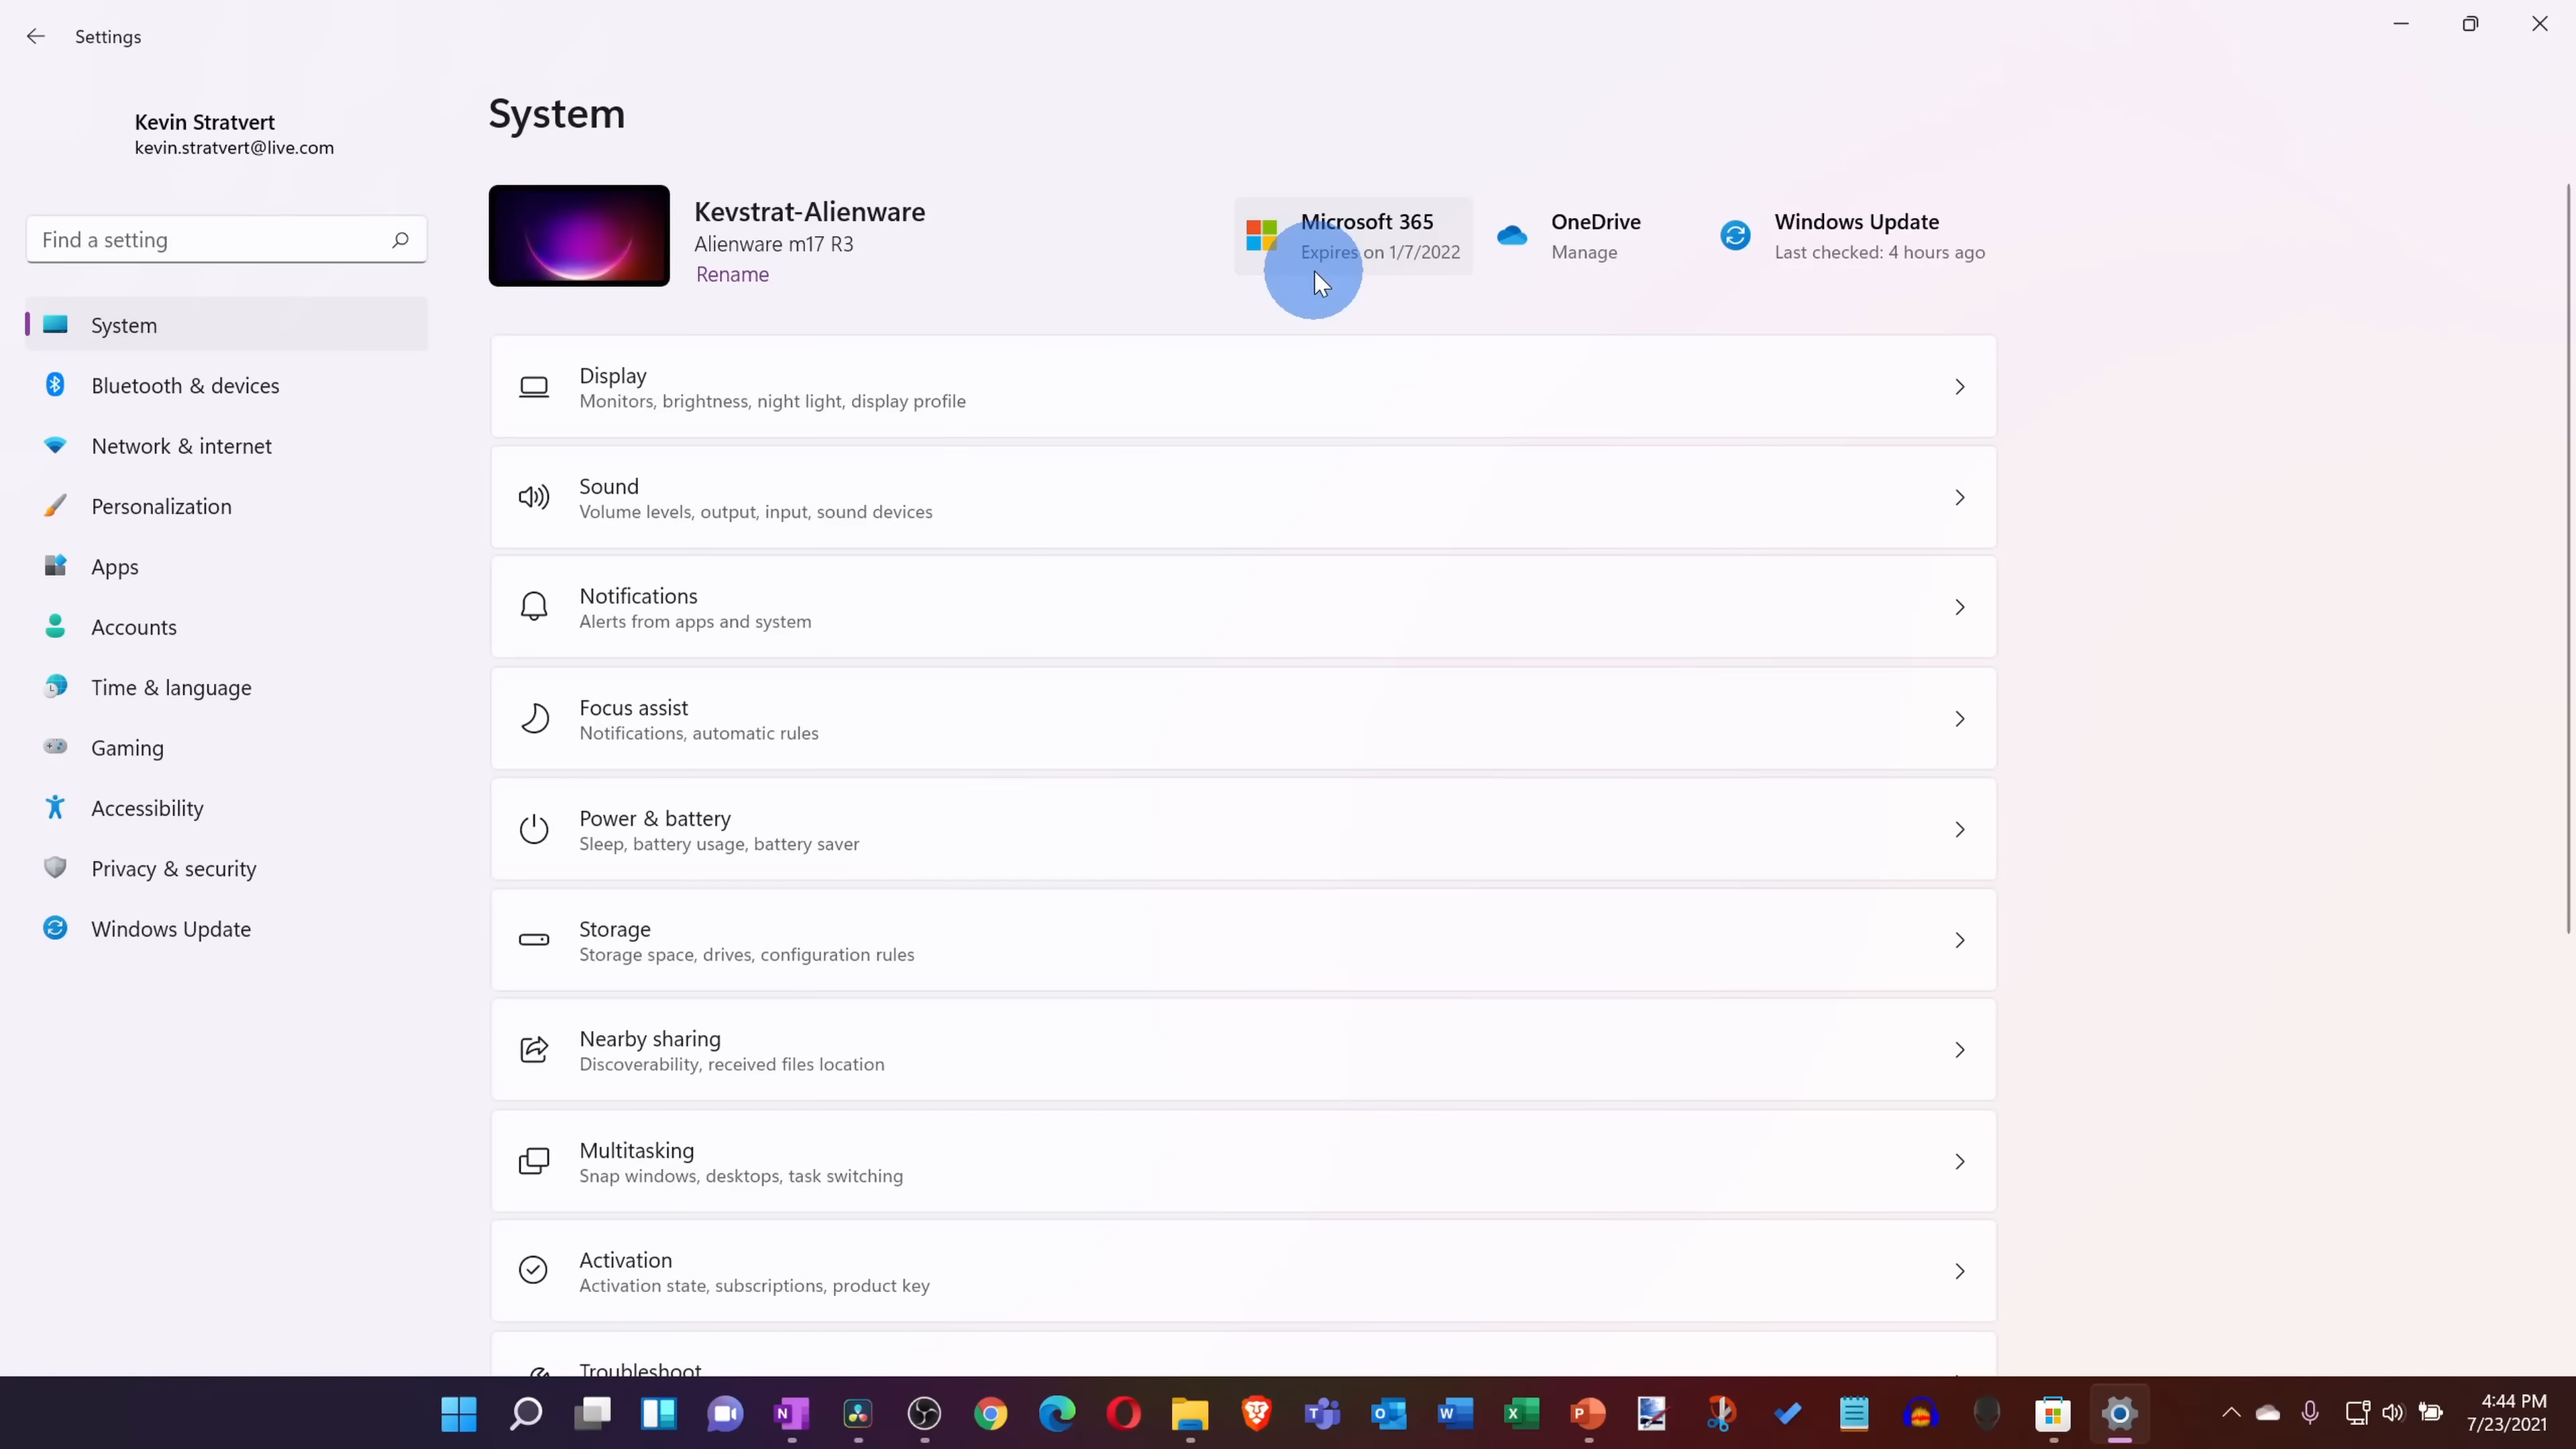 Settings
Kevin Stratvert
kevin.stratvert@live.com
Find a setting
System
Bluetooth & devices
Network & internet
Personalization
Apps
Accounts
Time & language
Gaming
Accessibility
Privacy & security
Windows Update
System
Kevstrat-Alienware
Alienware m17 R3
Rename
Microsoft 365
Expires on 1/7/2022
OneDrive
Manage
Windows Update
Last checked: 4 hours ago
Display
Monitors, brightness, night light, display profile
Sound
Volume levels, output, input, sound devices
Notifications
Alerts from apps and system
Focus assist
Notifications, automatic rules
Power & battery
Sleep, battery usage, battery saver
Storage
Storage space, drives, configuration rules
Nearby sharing
Discoverability, received files location
Multitasking
Snap windows, desktops, task switching
Activation
Activation state, subscriptions, product key
Troubleshoot
4:44 PM
7/23/2021